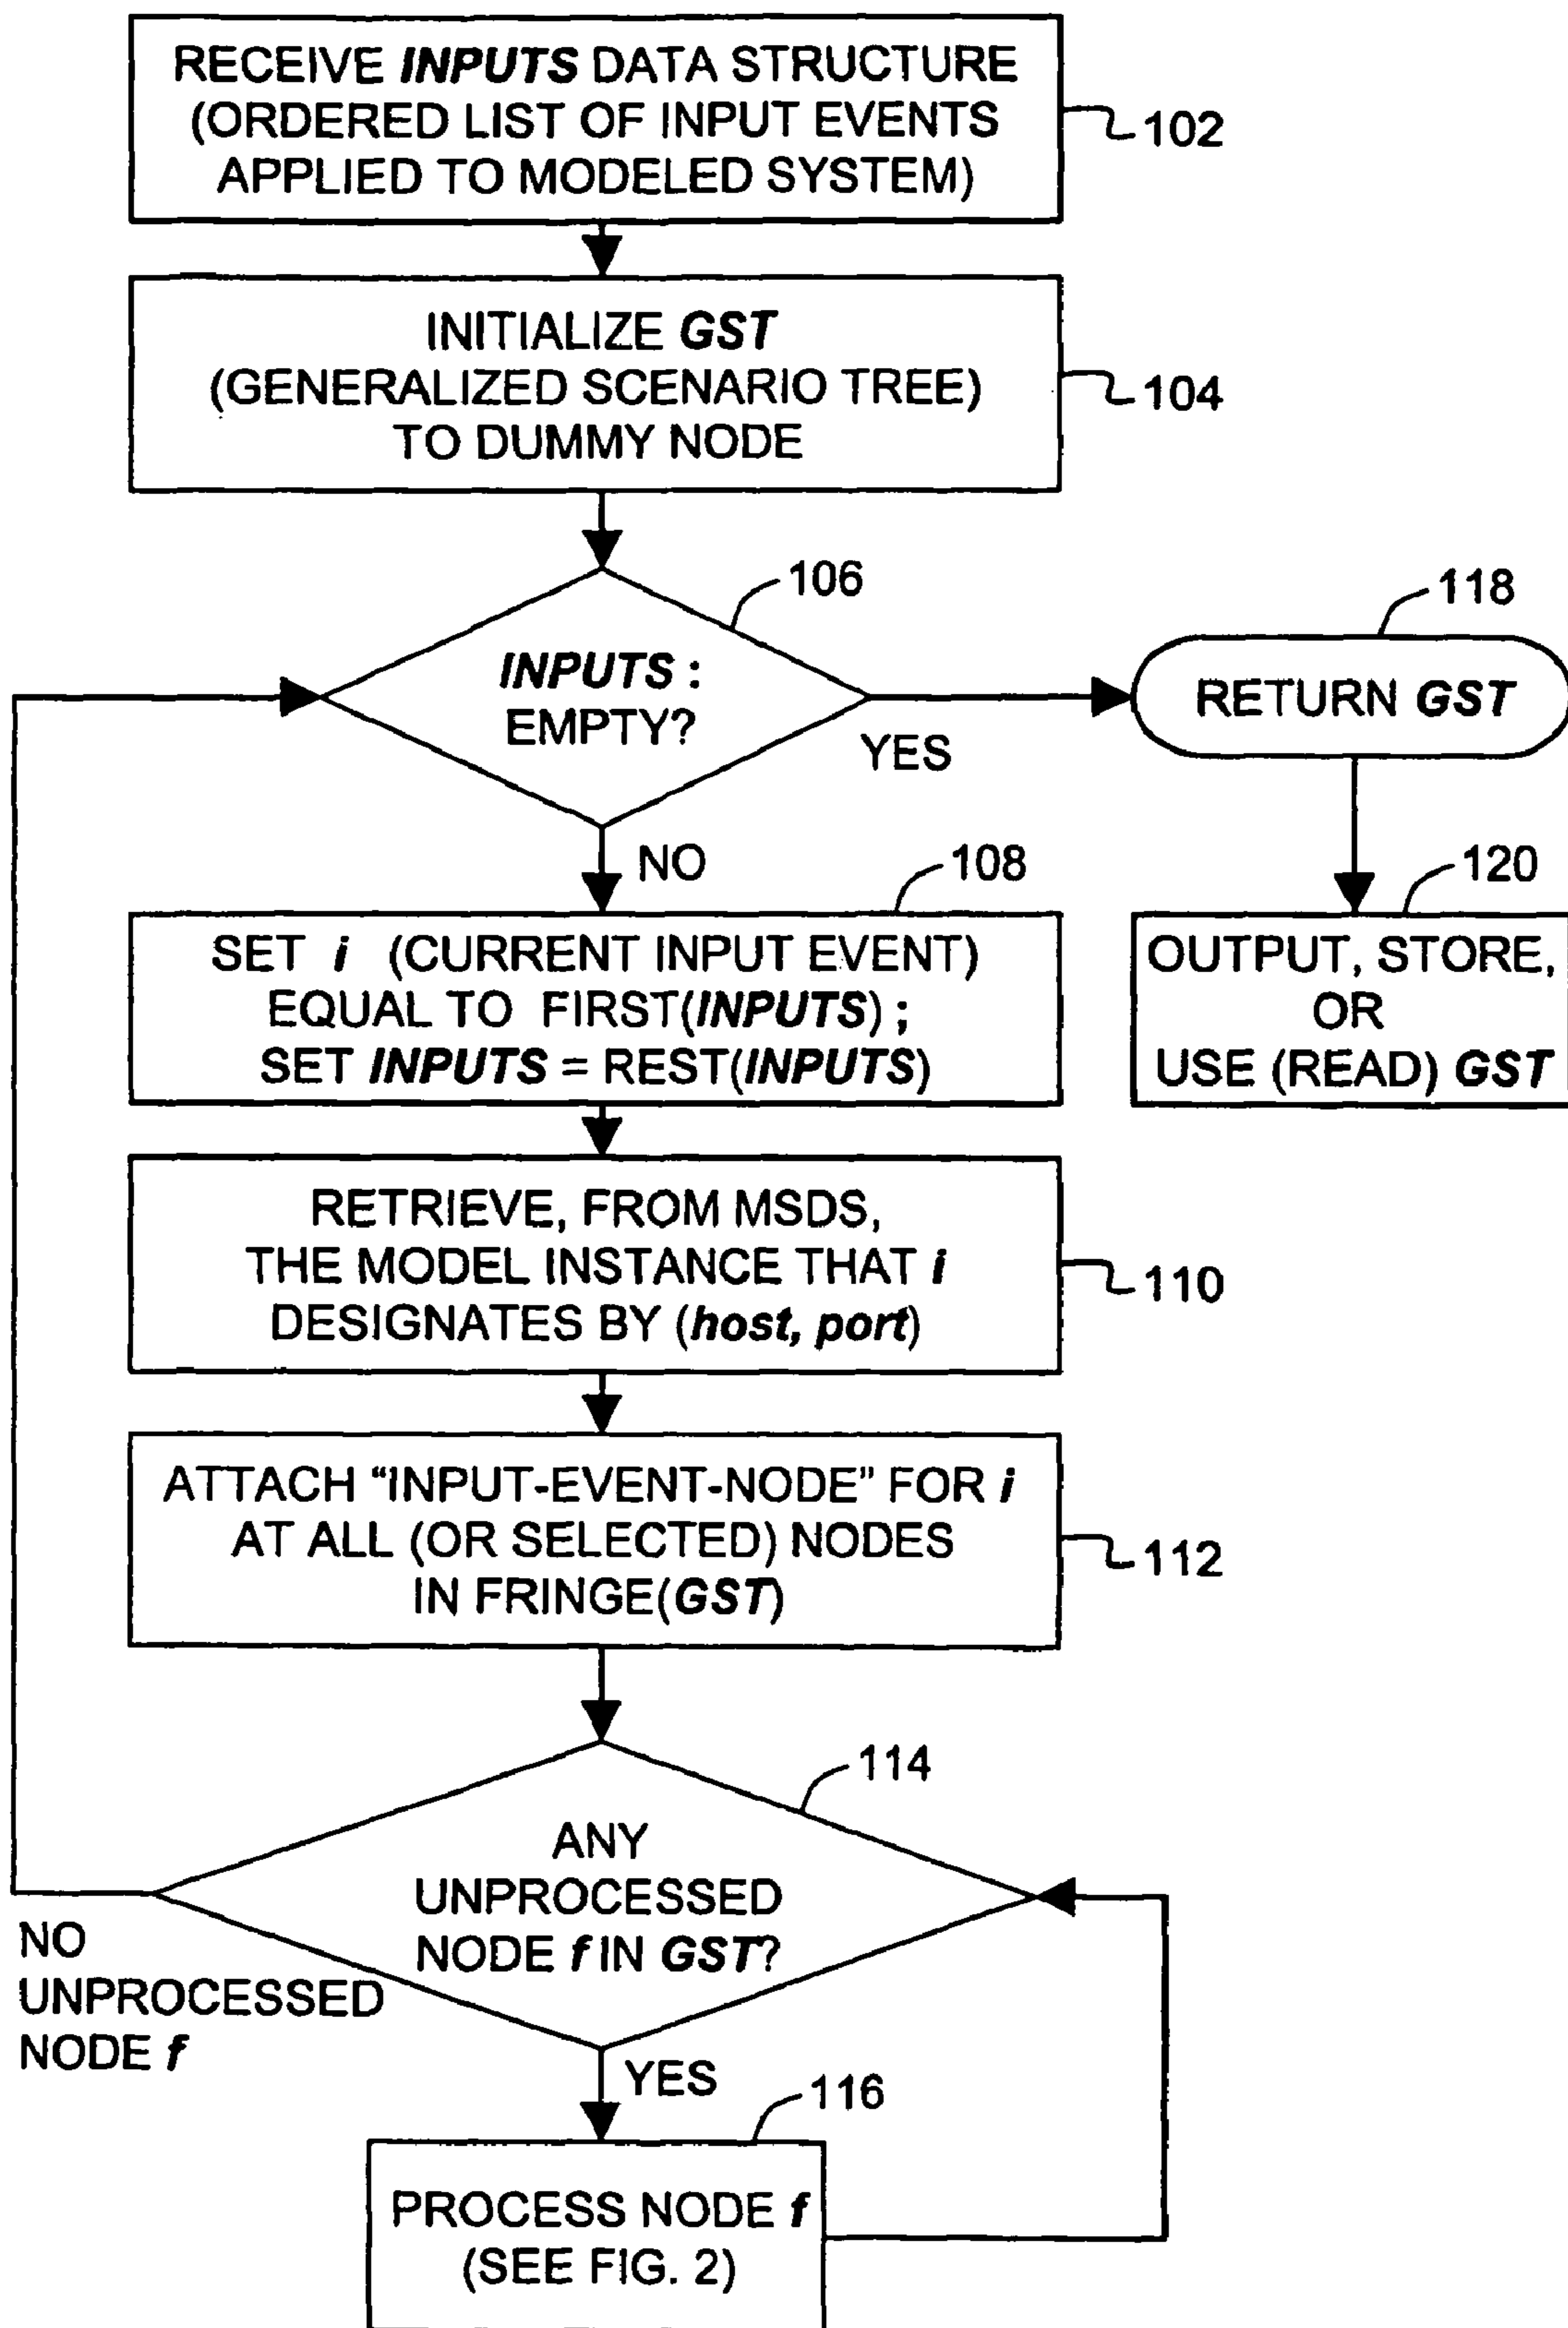 RECEIVE INPUTS DATA STRUCTURE
(ORDERED LIST OF INPUT EVENTS
APPLIED TO MODELED SYSTEM)
102
INITIALIZE GST
(GENERALIZED SCENARIO TREE)
TO DUMMY NODE
104
106
INPUTS :
EMPTY?
YES
118
RETURN GST
NO
108
SET i (CURRENT INPUT EVENT)
EQUAL TO FIRST(INPUTS) ;
SET INPUTS = REST(INPUTS)
120
OUTPUT, STORE,
OR
USE (READ) GST
RETRIEVE, FROM MSDS,
THE MODEL INSTANCE THAT i
DESIGNATES BY (host, port)
110
ATTACH “INPUT-EVENT-NODE” FOR i
AT ALL (OR SELECTED) NODES
IN FRINGE(GST)
112
114
ANY
UNPROCESSED
NODE f IN GST?
NO
UNPROCESSED
NODE f
YES
116
PROCESS NODE f
(SEE FIG. 2)